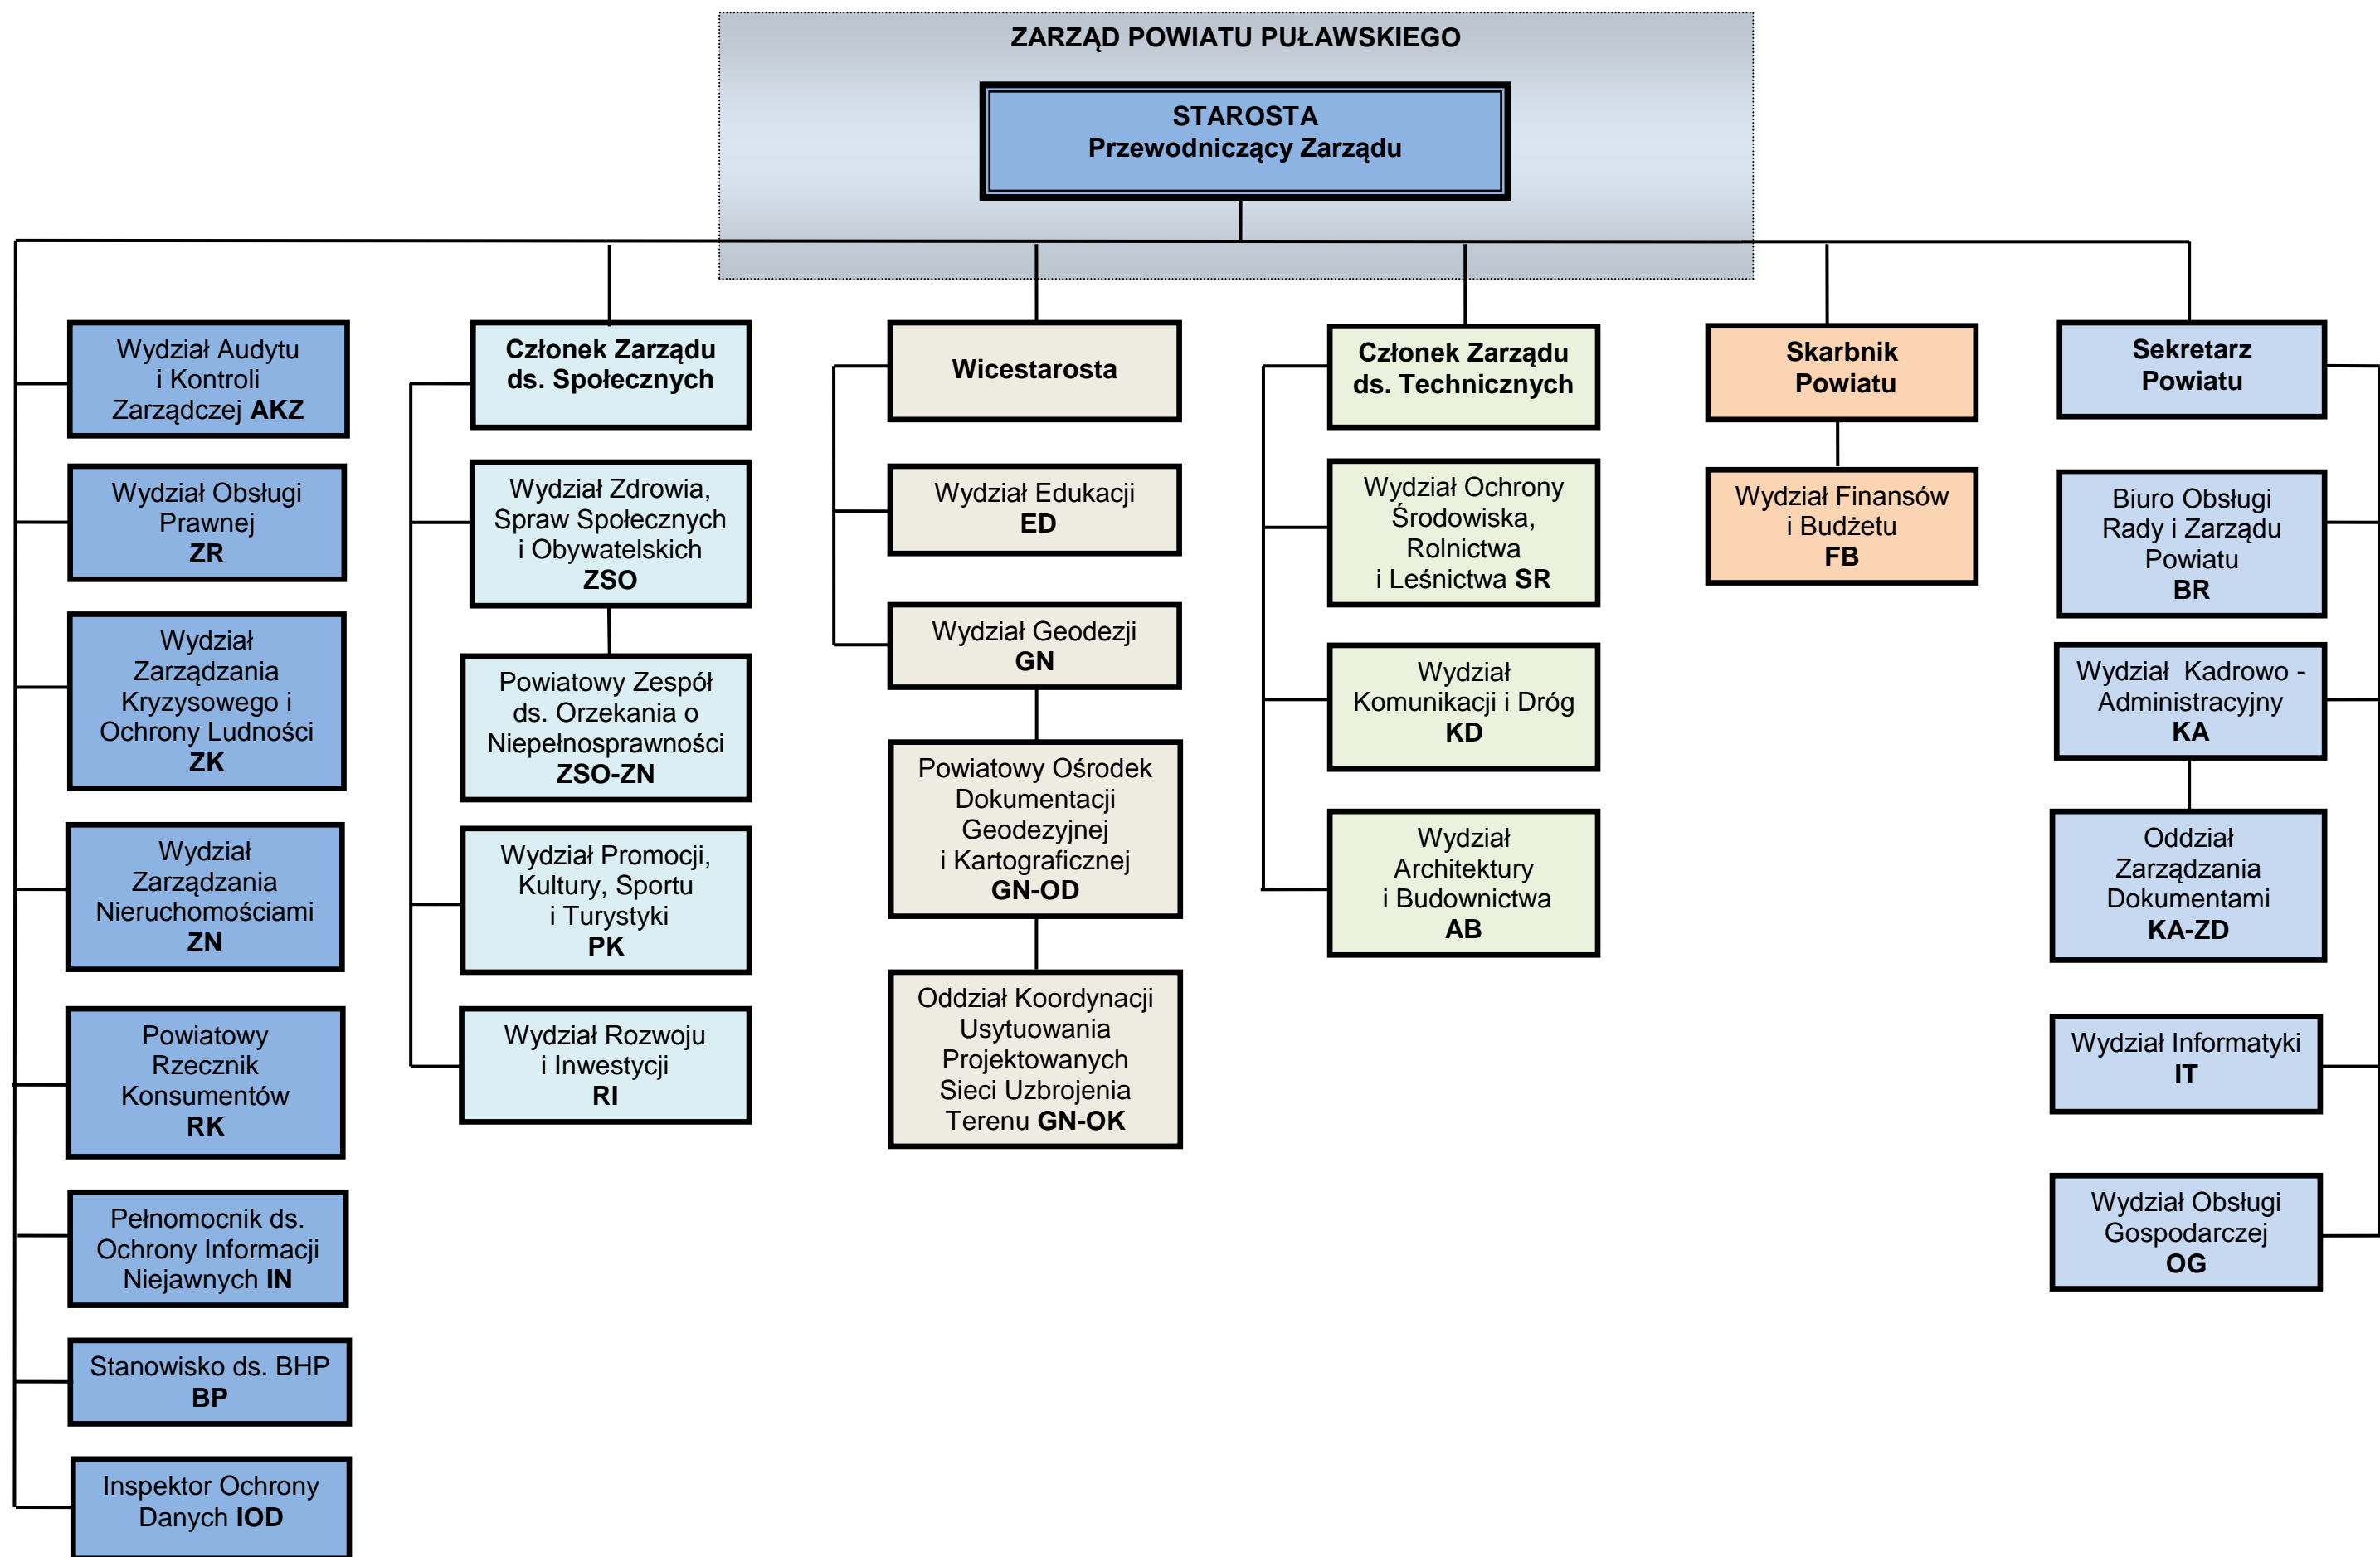 ZARZĄD POWIATU PUŁAWSKIEGO
STAROSTA
Przewodniczący Zarządu
Wydział Audytu
i Kontroli
Zarządczej AKZ
Wydział Obsługi
Prawnej
ZR
Wydział
Zarządzania
Kryzysowego i
Ochrony Ludności
ZK
Wydział
Zarządzania
Nieruchomościami
ZN
Powiatowy
Rzecznik
Konsumentów
RK
Pełnomocnik ds.
Ochrony Informacji
Niejawnych IN
Stanowisko ds. BHP
BP
Inspektor Ochrony
Danych IOD
Członek Zarządu
ds. Społecznych
Wydział Zdrowia,
Spraw Społecznych
i Obywatelskich
ZSO
Powiatowy Zespół
ds. Orzekania o
Niepełnosprawności
ZSO-ZN
Wydział Promocji,
Kultury, Sportu
i Turystyki
PK
Wydział Rozwoju
i Inwestycji
RI
Wicestarosta
Wydział Edukacji
ED
Wydział Geodezji
GN
Powiatowy Ośrodek
Dokumentacji
Geodezyjnej
i Kartograficznej
GN-OD
Oddział Koordynacji
Usytuowania
Projektowanych
Sieci Uzbrojenia
Terenu GN-OK
Członek Zarządu
ds. Technicznych
Wydział Ochrony
Środowiska,
Rolnictwa
i Leśnictwa SR
Wydział
Komunikacji i Dróg
KD
Wydział
Architektury
i Budownictwa
AB
Skarbnik
Powiatu
Wydział Finansów
i Budżetu
FB
Sekretarz
Powiatu
Biuro Obsługi
Rady i Zarządu
Powiatu
BR
Wydział Kadrowo -
Administracyjny
KA
Oddział
Zarządzania
Dokumentami
KA-ZD
Wydział Informatyki
IT
Wydział Obsługi
Gospodarczej
OG